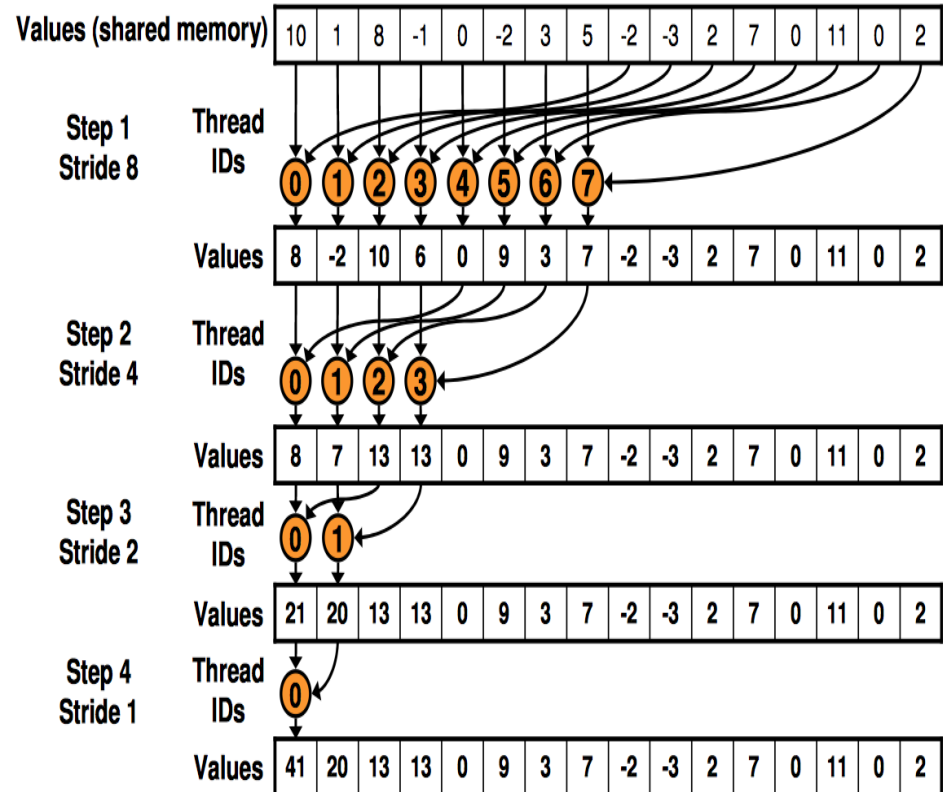 Values (shared memory) 10 1 8 -1 0 -2 3 5 -2 -3 2 7 0 11 0 2
Step 1 Thread
Stride 8 IDs
0 1 2 3 4 5 6 7
Values 8 -2 10 6 0 9 3 7 -2 -3 2 7 0 11 0 2
Step 2 Thread
Stride 4 IDs
0 1 2 3
Values 8 7 13 13 0 9 3 7 -2 -3 2 7 0 11 0 2
Step 3 Thread
Stride 2 IDs
0 1
Values 21 20 13 13 0 9 3 7 -2 -3 2 7 0 11 0 2
Step 4 Thread
Stride 1 IDs
0
Values 41 20 13 13 0 9 3 7 -2 -3 2 7 0 11 0 2